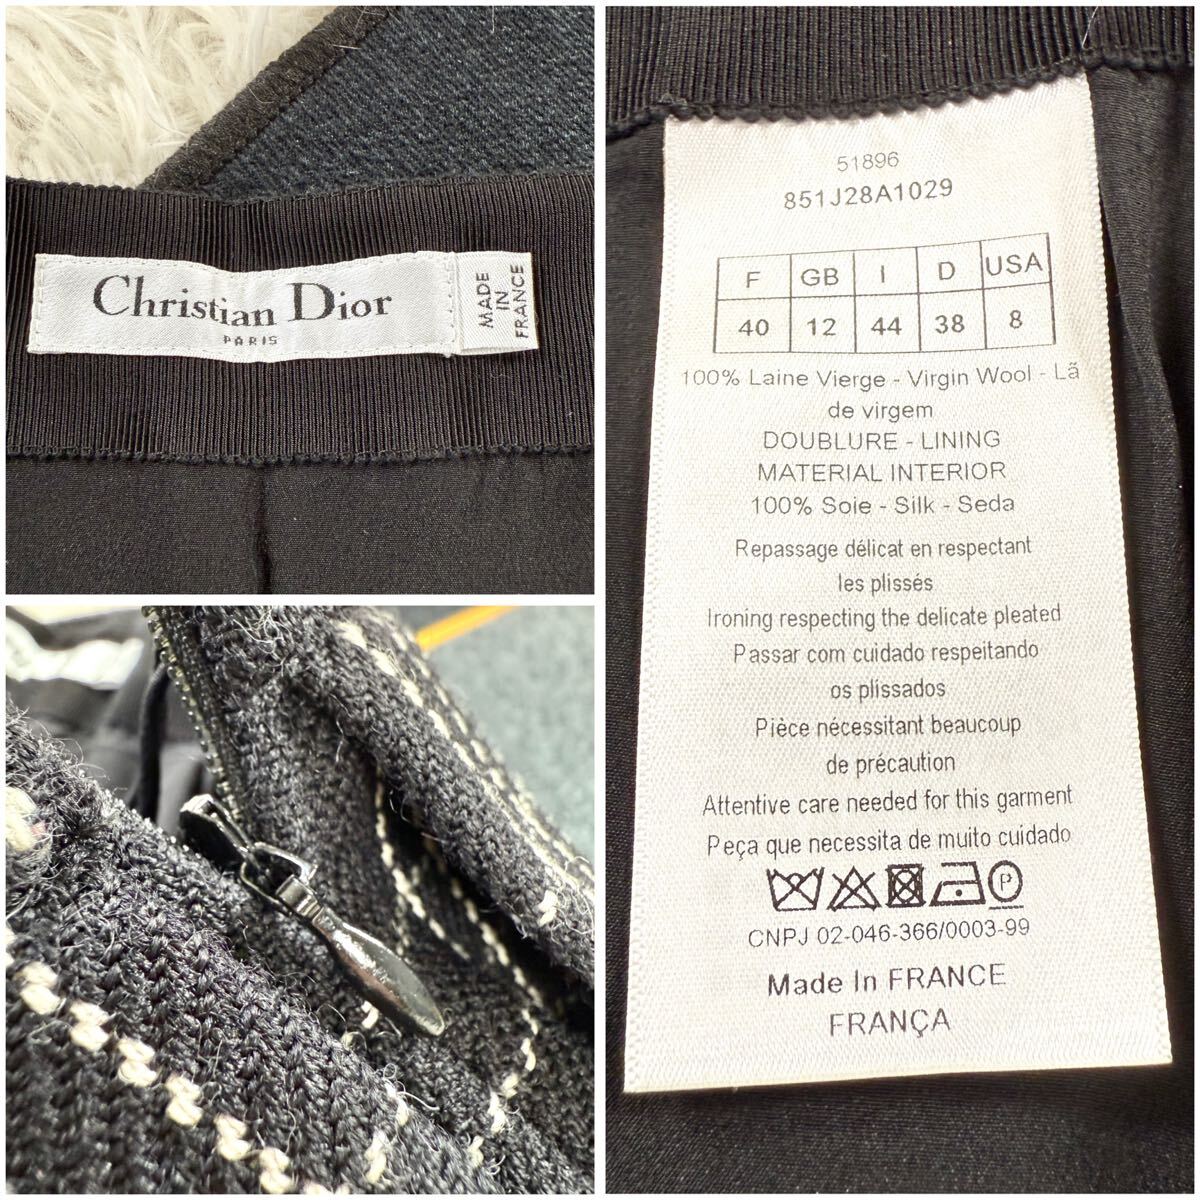 Christian Dior
PARIS
MADE
IN
FRANCE
51896
851J28A1029
F GB I D USA
40 12 44 38 8
100% Laine Vierge - Virgin Wool - Lã
de virgem
DOUBLURE - LINING
MATERIAL INTERIOR
100% Soie - Silk - Seda
Repassage délicat en respectant
les plissés
Ironing respecting the delicate pleated
Passar com cuidado respeitando
os plissados
Pièce nécessitant beaucoup
de précaution
Attentive care needed for this garment
Peça que necessita de muito cuidado
P
CNPJ 02-046-366/0003-99
Made In FRANCE
FRANÇA